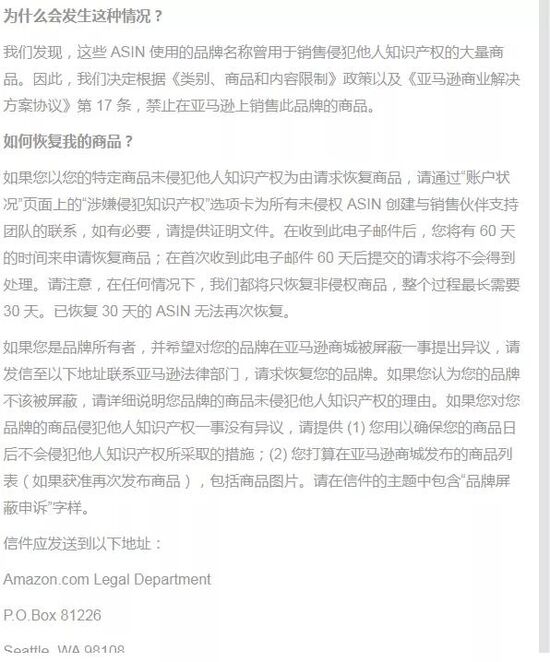 为什么会发生这种情况？
我们发现，这些 ASIN 使用的品牌名称曾用于销售侵犯他人知识产权的大量商
品。因此，我们决定根据《类别、商品和内容限制》政策以及《亚马逊商业解决
方案协议》第 17 条，禁止在亚马逊上销售此品牌的商品。
如何恢复我的商品？
如果您以您的特定商品未侵犯他人知识产权为由请求恢复商品，请通过“账户状
况”页面上的“涉嫌侵犯知识产权”选项卡为所有未侵权 ASIN 创建与销售伙伴支持
团队的联系，如有必要，请提供证明文件。在收到此电子邮件后，您将有 60 天
的时间来申请恢复商品；在首次收到此电子邮件 60 天后提交的请求将不会得到
处理。请注意，在任何情况下，我们都将只恢复非侵权商品，整个过程最长需要
30 天。已恢复 30 天的 ASIN 无法再次恢复。
如果您是品牌所有者，并希望对您的品牌在亚马逊商城被屏蔽一事提出异议，请
发信至以下地址联系亚马逊法律部门，请求恢复您的品牌。如果您认为您的品牌
不该被屏蔽，请详细说明您品牌的商品未侵犯他人知识产权的理由。如果您对您
品牌的商品侵犯他人知识产权一事没有异议，请提供 (1) 您用以确保您的商品日
后不会侵犯他人知识产权所采取的措施；(2) 您打算在亚马逊商城发布的商品列
表（如果获准再次发布商品），包括商品图片。请在信件的主题中包含“品牌屏
蔽申诉”字样。
信件应发送到以下地址：
Amazon.com Legal Department
P.O.Box 81226
Seattle, WA 98108